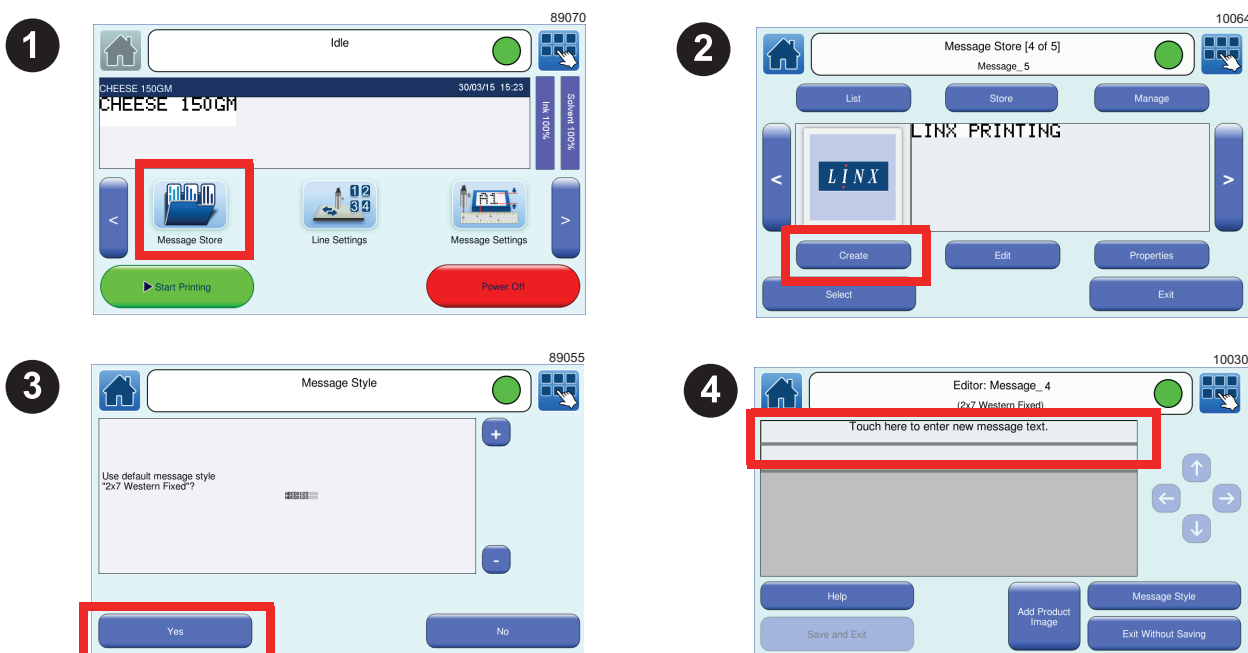 89070
1
Idle
CHEESE 150GM 30/03/15 15:23
CHEESE 150GM
Ink 100%
Solvent 100%
< Message Store Line Settings Message Settings >
Start Printing Power Off
10064
2
Message Store [4 of 5]
Message_5
List Store Manage
LINX PRINTING
LINX
< >
Create Edit Properties
Select Exit
89055
3
Message Style
+
Use default message style
"2x7 Western Fixed"?
-
Yes No
10030
4
Editor: Message_4
(2x7 Western Fixed)
Touch here to enter new message text.
Help Add Product Image Message Style
Save and Exit Exit Without Saving